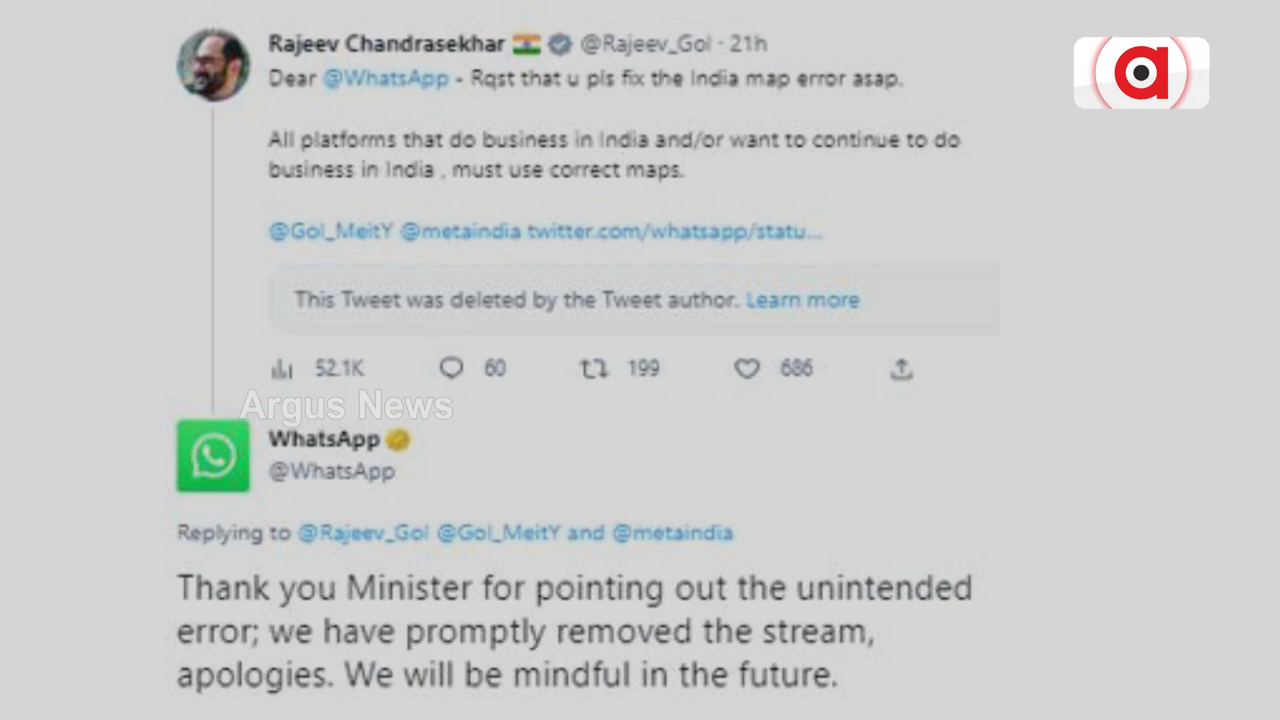 Rajeev Chandrasekhar 🇮🇳 @Rajeev_GoI · 21h
Dear @WhatsApp - Rqst that u pls fix the India map error asap.
All platforms that do business in India and/or want to continue to do
business in India , must use correct maps.
@GoI_MeitY @metaindia twitter.com/whatsapp/statu...
This Tweet was deleted by the Tweet author. Learn more
52.1K 60 199 686
Argus News
WhatsApp
@WhatsApp
Replying to @Rajeev_GoI @GoI_MeitY and @metaindia
Thank you Minister for pointing out the unintended
error; we have promptly removed the stream,
apologies. We will be mindful in the future.
a